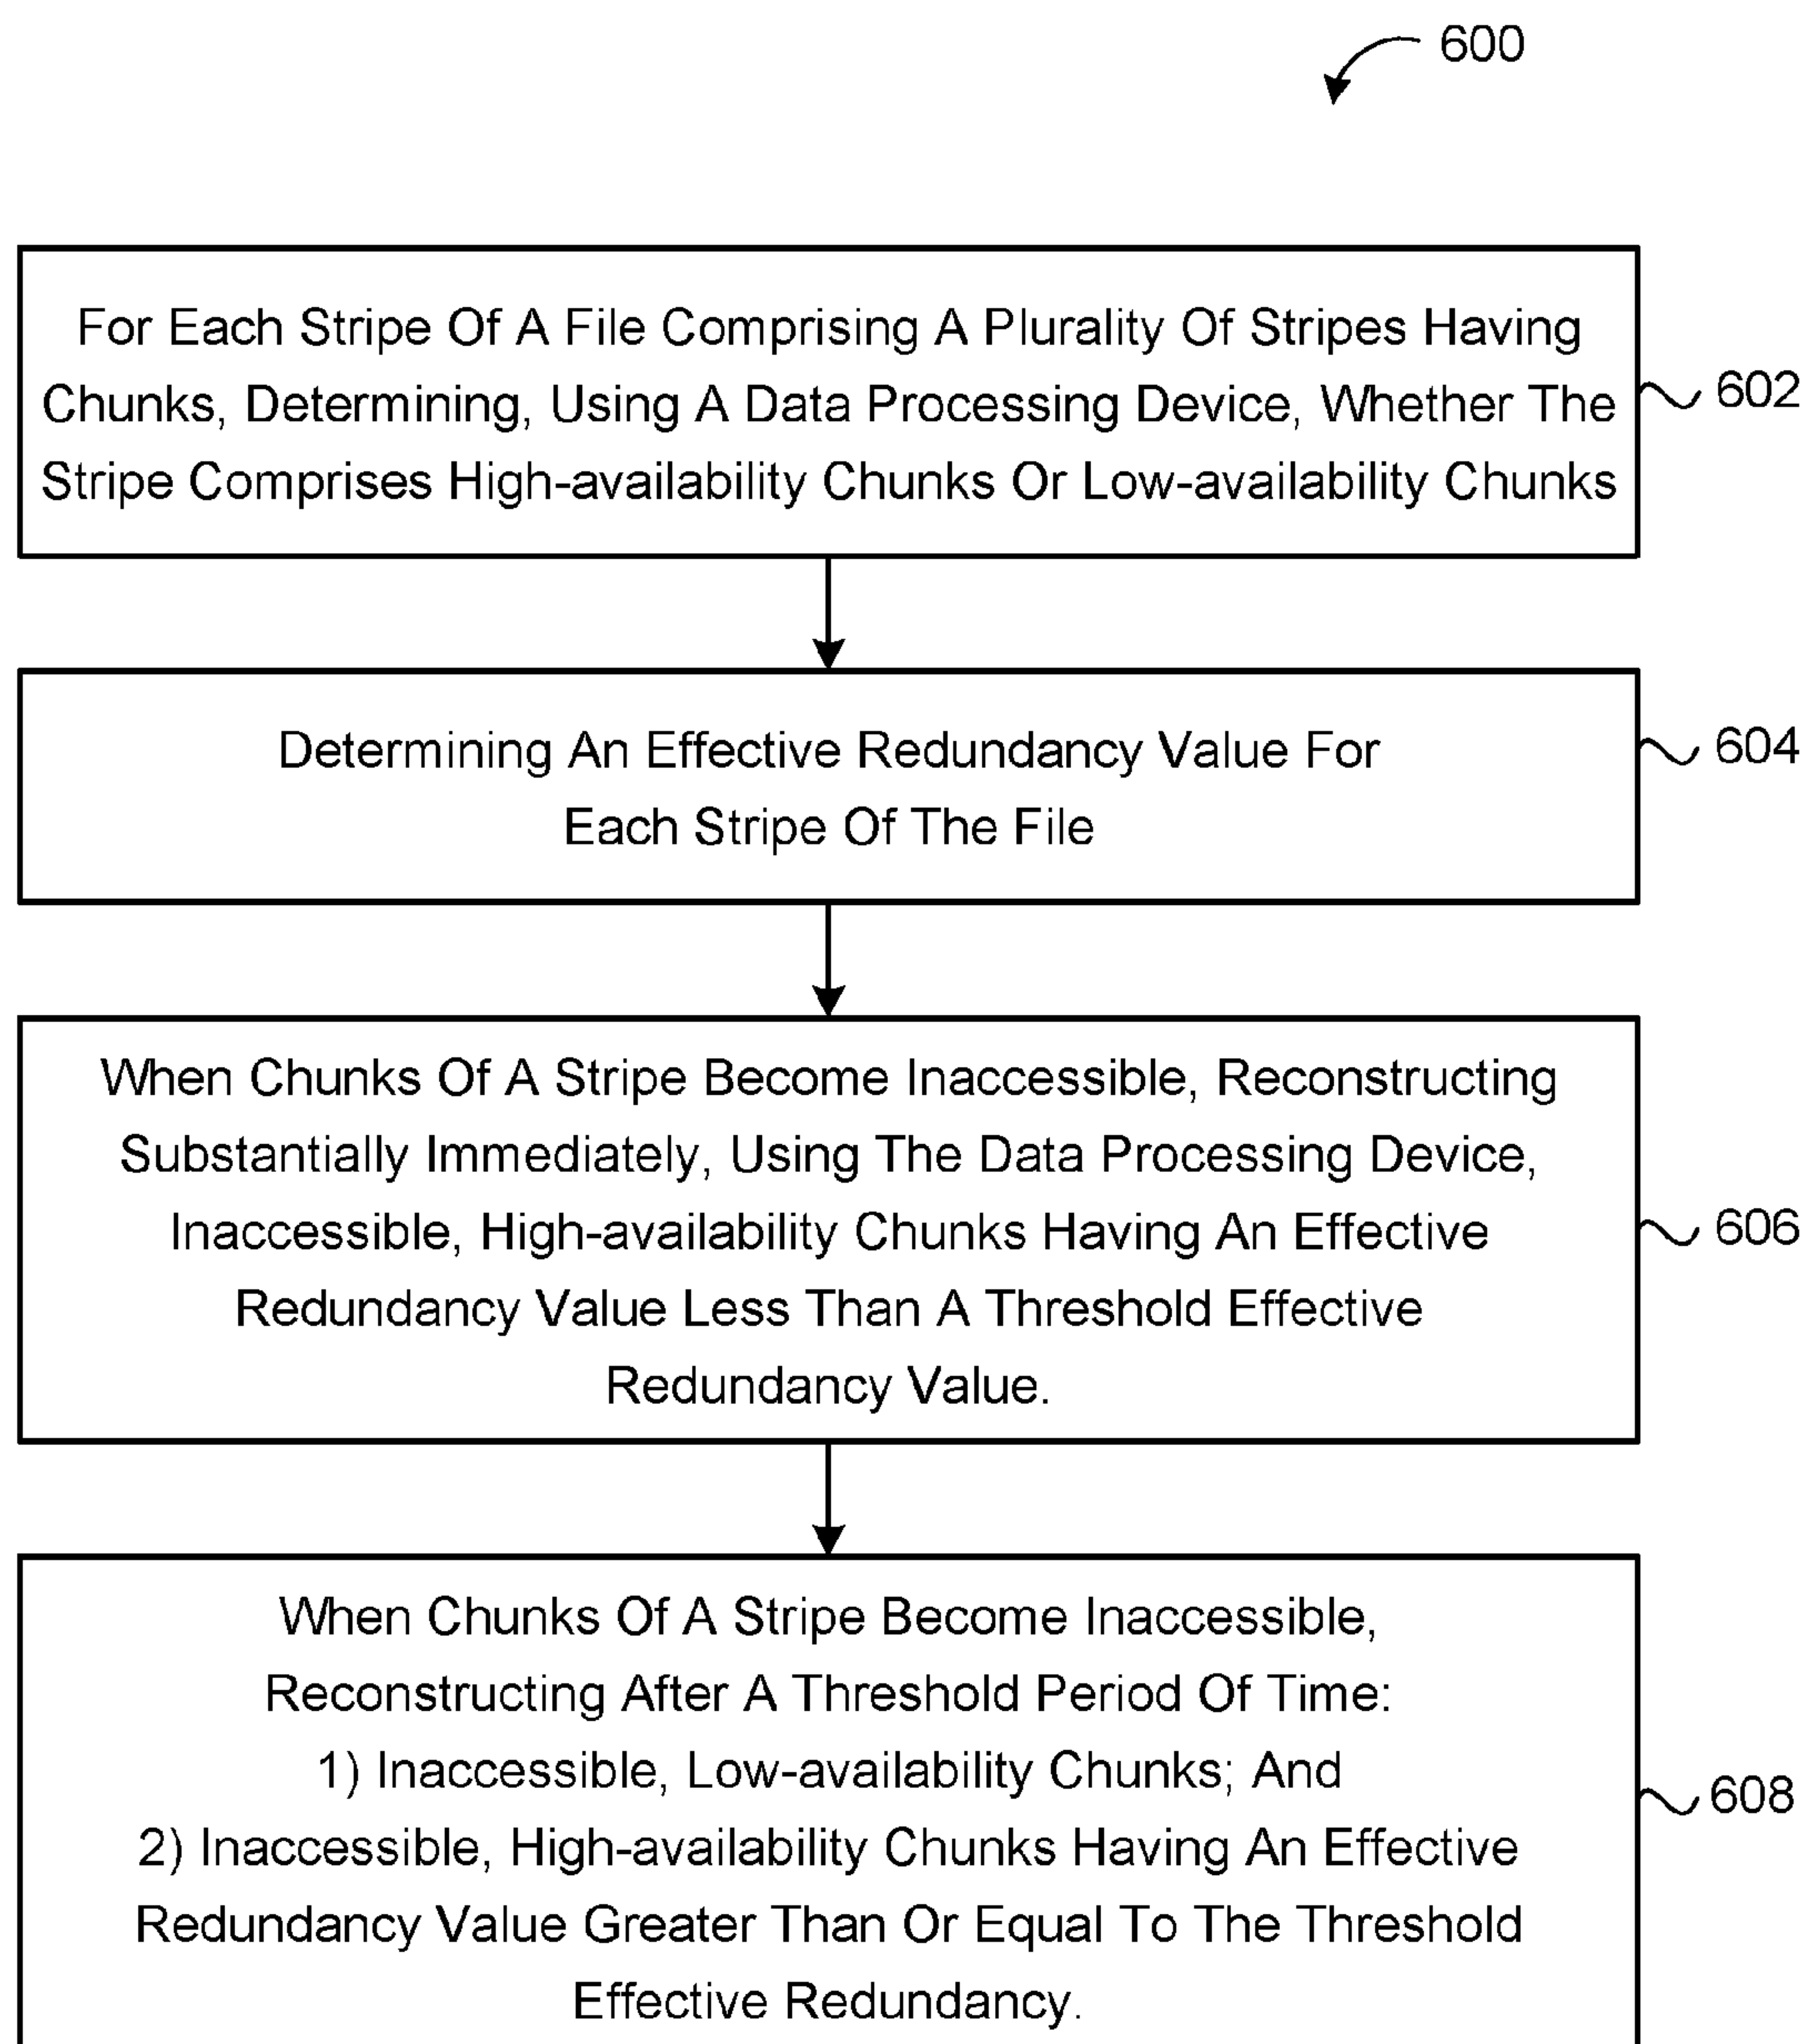 600
For Each Stripe Of A File Comprising A Plurality Of Stripes Having
Chunks, Determining, Using A Data Processing Device, Whether The
Stripe Comprises High-availability Chunks Or Low-availability Chunks
602
Determining An Effective Redundancy Value For
Each Stripe Of The File
604
When Chunks Of A Stripe Become Inaccessible, Reconstructing
Substantially Immediately, Using The Data Processing Device,
Inaccessible, High-availability Chunks Having An Effective
Redundancy Value Less Than A Threshold Effective
Redundancy Value.
606
When Chunks Of A Stripe Become Inaccessible,
Reconstructing After A Threshold Period Of Time:
1) Inaccessible, Low-availability Chunks; And
2) Inaccessible, High-availability Chunks Having An Effective
Redundancy Value Greater Than Or Equal To The Threshold
Effective Redundancy.
608